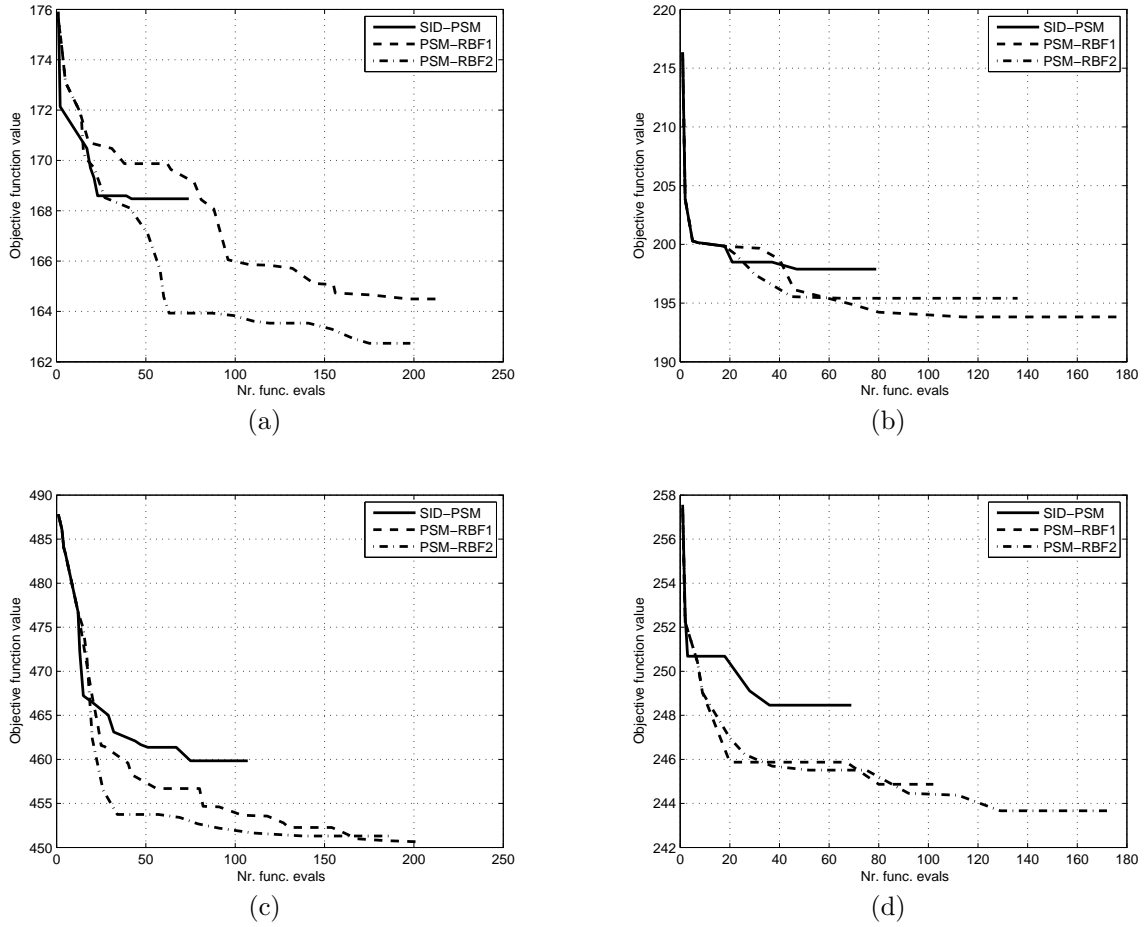 176
174
172
170
168
166
164
162
Objective function value
0
50
100
150
200
250
Nr. func. evals
SID−PSM
PSM−RBF1
PSM−RBF2
(a)
220
215
210
205
200
195
190
Objective function value
0
20
40
60
80
100
120
140
160
180
Nr. func. evals
SID−PSM
PSM−RBF1
PSM−RBF2
(b)
490
485
480
475
470
465
460
455
450
Objective function value
0
50
100
150
200
250
Nr. func. evals
SID−PSM
PSM−RBF1
PSM−RBF2
(c)
258
256
254
252
250
248
246
244
242
Objective function value
0
20
40
60
80
100
120
140
160
180
Nr. func. evals
SID−PSM
PSM−RBF1
PSM−RBF2
(d)